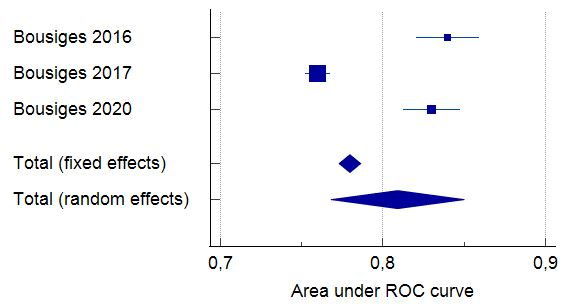 Bousiges 2016
Bousiges 2017
Bousiges 2020
Total (fixed effects)
Total (random effects)
0,7 0,8 0,9
Area under ROC curve